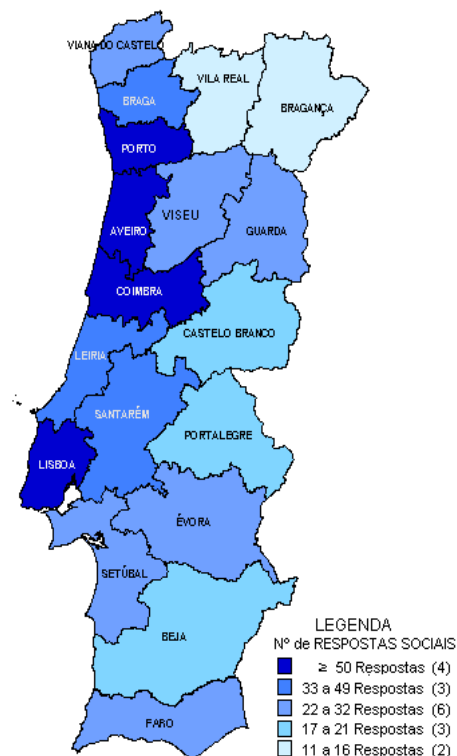 VIANA DO CASTELO
VILA REAL
BRAGANÇA
BRAGA
PORTO
VISEU
AVEIRO
GUARDA
COIMBRA
CASTELO BRANCO
LEIRIA
SANTARÉM
PORTALEGRE
LISBOA
ÉVORA
SETÚBAL
BEJA
FARO
LEGENDA
Nº de RESPOSTAS SOCIAIS
≥ 50 Respostas (4)
33 a 49 Respostas (3)
22 a 32 Respostas (6)
17 a 21 Respostas (3)
11 a 16 Respostas (2)